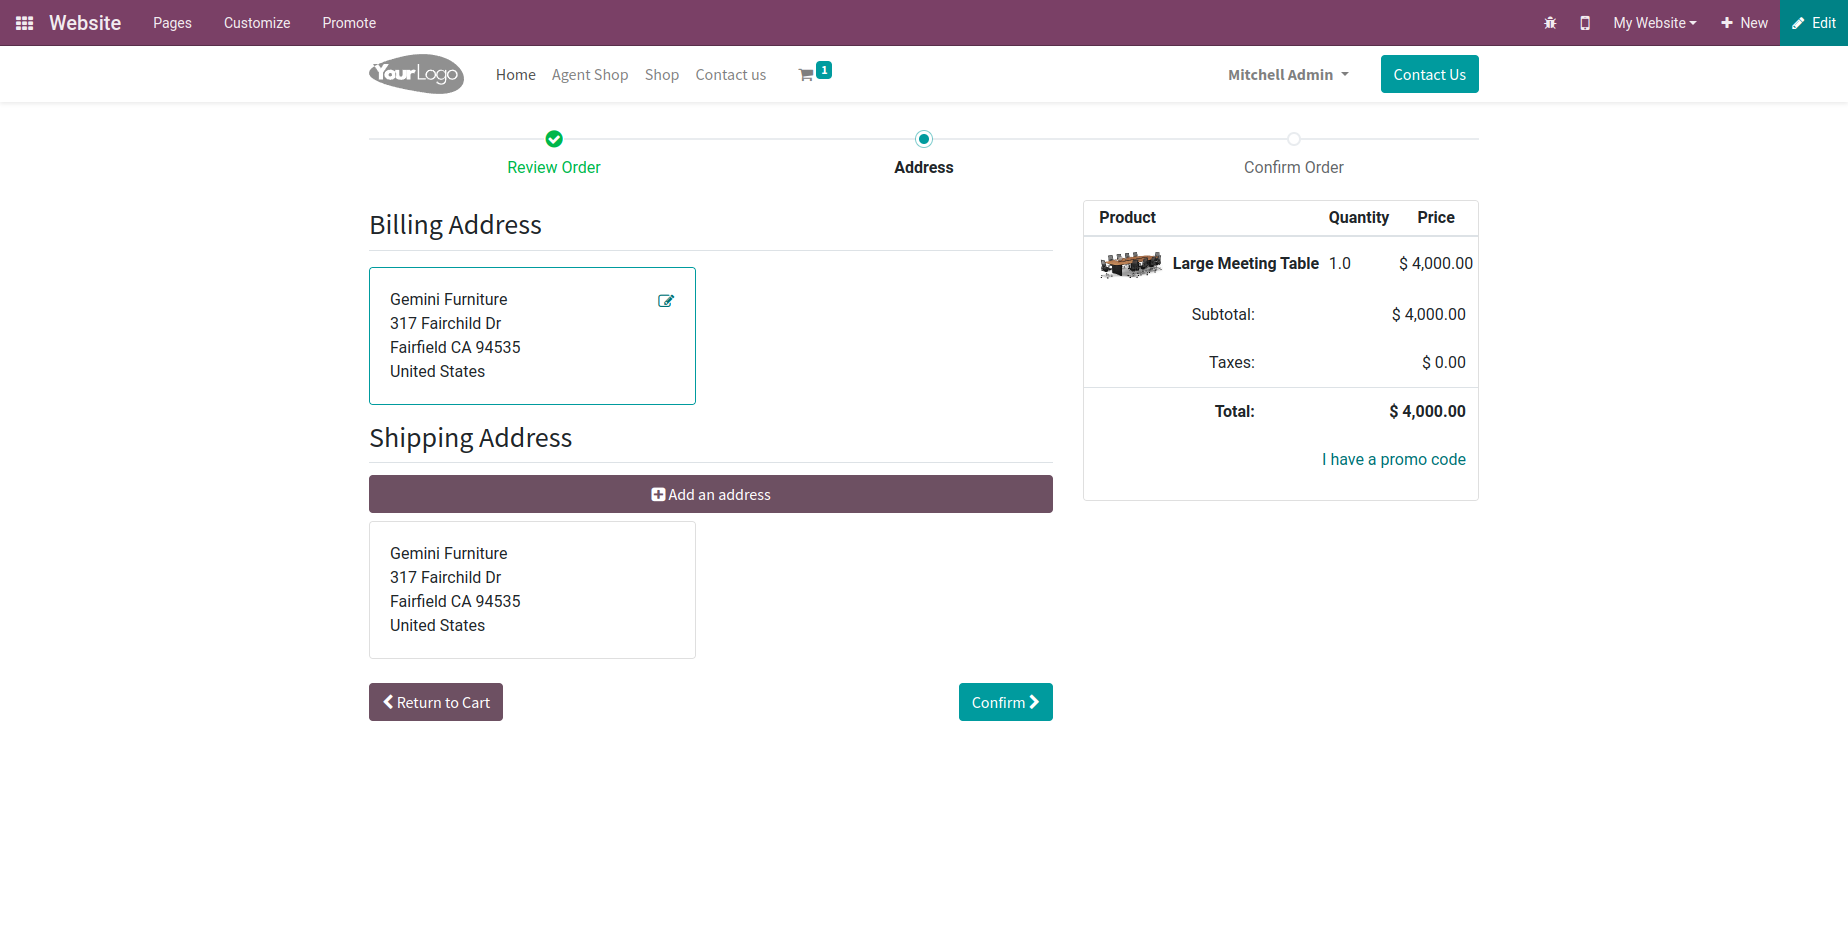 Website Pages Customize Promote My Website New Edit
YourLogo Home Agent Shop Shop Contact us 1 Mitchell Admin Contact Us
Review Order Address Confirm Order
Billing Address
Gemini Furniture
317 Fairchild Dr
Fairfield CA 94535
United States
Shipping Address
Add an address
Gemini Furniture
317 Fairchild Dr
Fairfield CA 94535
United States
Return to Cart Confirm
Product Quantity Price
Large Meeting Table 1.0 $ 4,000.00
Subtotal: $ 4,000.00
Taxes: $ 0.00
Total: $ 4,000.00
I have a promo code